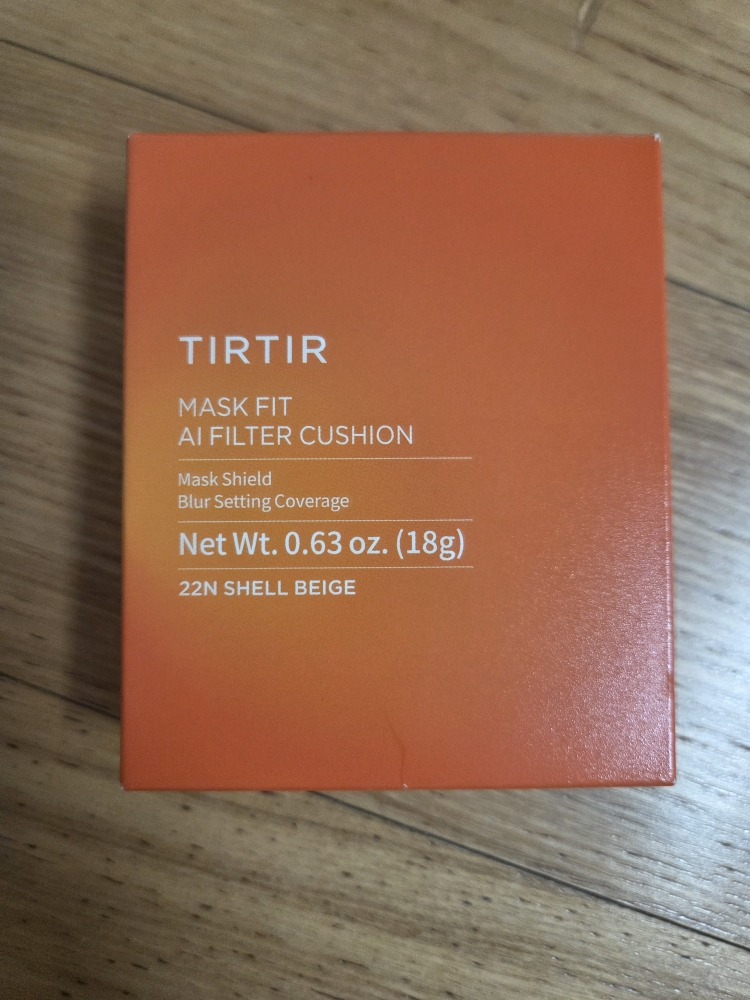 TIRTIR
MASK FIT
AI FILTER CUSHION
Mask Shield
Blur Setting Coverage
Net Wt. 0.63 oz. (18g)
22N SHELL BEIGE